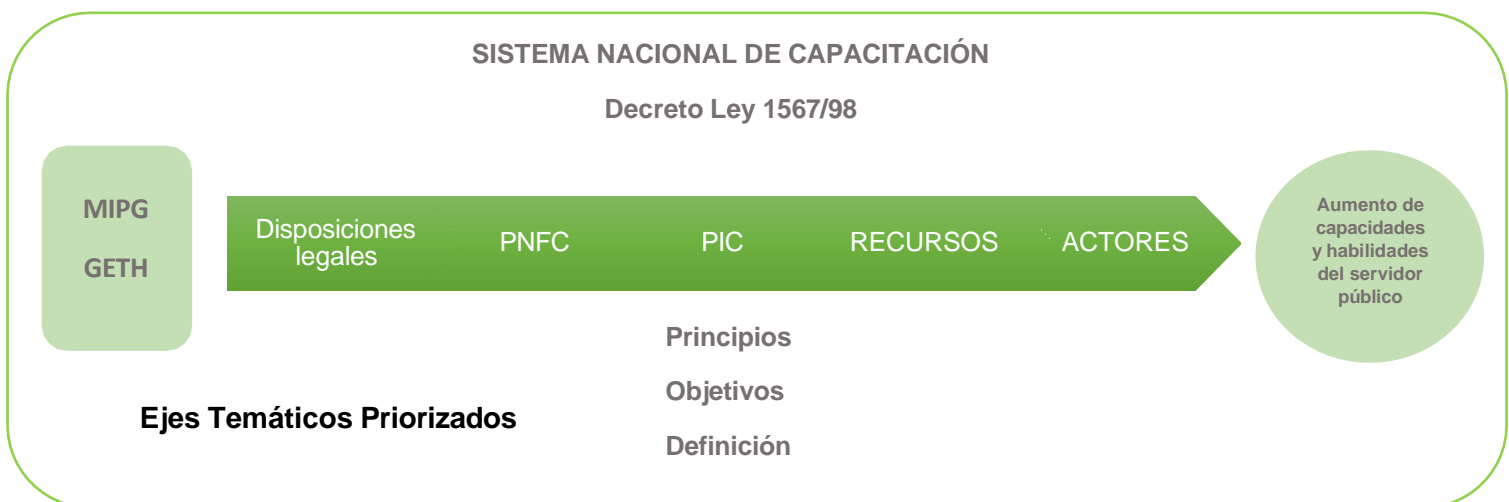 SISTEMA NACIONAL DE CAPACITACIÓN
Decreto Ley 1567/98
MIPG
GETH
Disposiciones
legales
PNFC
PIC
RECURSOS
ACTORES
Aumento de
capacidades
y habilidades
del servidor
público
Principios
Objetivos
Definición
Ejes Temáticos Priorizados